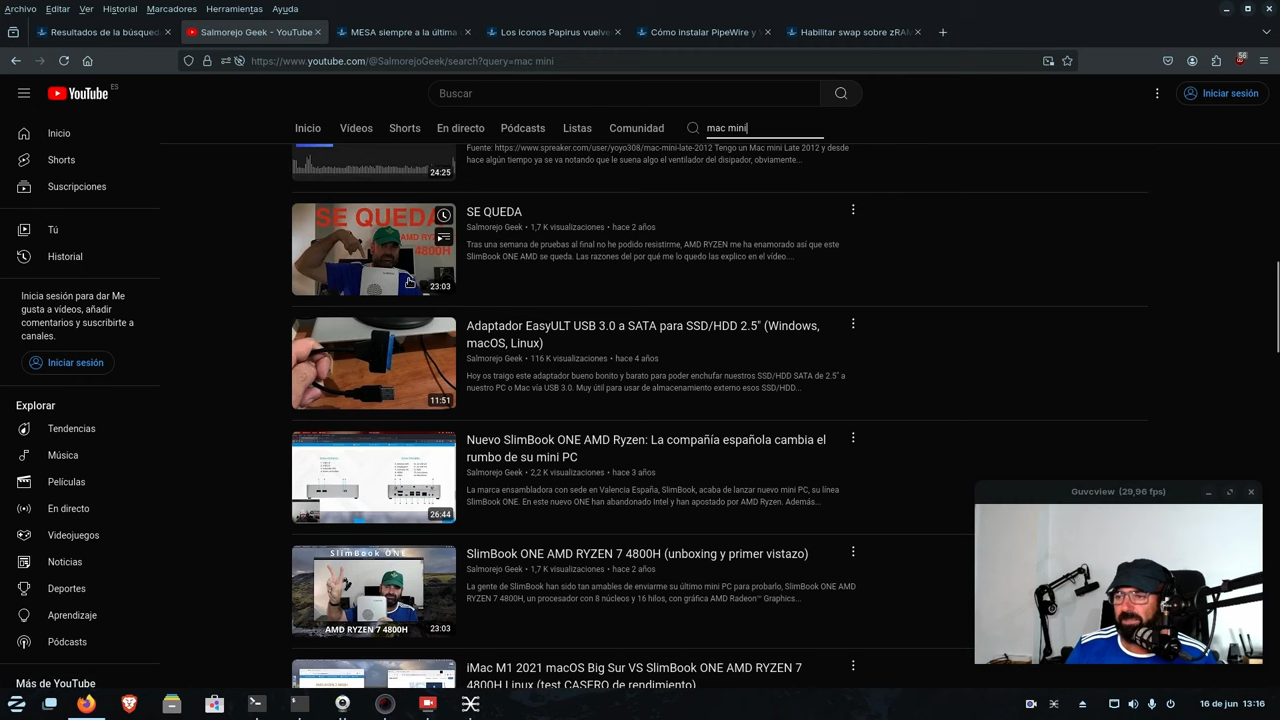 Archivo Editar Ver Historial Marcadores Herramientas Ayuda
Resultados de la búsqued
Salmorejo Geek - YouTube
MESA siempre a la última
Los iconos Papirus vuelve
Cómo instalar PipeWire y
Habilitar swap sobre zRAM
https://www.youtube.com/@SalmorejoGeek/search?query=mac mini
56
YouTube ES
Buscar
Iniciar sesión
Inicio Vídeos Shorts En directo Pódcasts Listas Comunidad mac mini
Inicio
Shorts
Suscripciones
Tú
Historial
Inicia sesión para dar Me
gusta a vídeos, añadir
comentarios y suscribirte a
canales.
Iniciar sesión
Explorar
Tendencias
Música
Películas
En directo
Videojuegos
Noticias
Deportes
Aprendizaje
Pódcasts
Más de YouTube
24:25
Fuente: https://www.spreaker.com/user/yoyo308/mac-mini-late-2012 Tengo un Mac mini Late 2012 y desde
hace algún tiempo ya se va notando que le suena algo el ventilador del disipador, obviamente...
SE QUEDA
AMD RYZ
4800H
23:03
SE QUEDA
Salmorejo Geek • 1,7 K visualizaciones • hace 2 años
Tras una semana de pruebas al final no he podido resistirme, AMD RYZEN me ha enamorado así que este
SlimBook ONE AMD se queda. Las razones del por qué me lo quedo las explico en el vídeo....
11:51
Adaptador EasyULT USB 3.0 a SATA para SSD/HDD 2.5" (Windows,
macOS, Linux)
Salmorejo Geek • 116 K visualizaciones • hace 4 años
Hoy os traigo este adaptador bueno bonito y barato para poder enchufar nuestros SSD/HDD SATA de 2.5" a
nuestro PC o Mac vía USB 3.0. Muy útil para usar de almacenamiento externo esos SSD/HDD...
26:44
Nuevo SlimBook ONE AMD Ryzen: La compañía española cambia el
rumbo de su mini PC
Salmorejo Geek • 2,2 K visualizaciones • hace 3 años
La marca ensambladora con sede en Valencia España, SlimBook, acaba de lanzar nuevo mini PC, su línea
SlimBook ONE. En este nuevo ONE han abandonado Intel y han apostado por AMD Ryzen. Además...
SlimBook ONE
AMD RYZEN 7 4800H
23:03
SlimBook ONE AMD RYZEN 7 4800H (unboxing y primer vistazo)
Salmorejo Geek • 1,7 K visualizaciones • hace 2 años
La gente de SlimBook han sido tan amables de enviarme su último mini PC para probarlo, SlimBook ONE AMD
RYZEN 7 4800H, un procesador con 8 núcleos y 16 hilos, con gráfica AMD Radeon™ Graphics...
iMac M1 2021 macOS Big Sur VS SlimBook ONE AMD RYZEN 7
4800H Linux (test CASERO de rendimiento)
Guvcview (29,96 fps)
16 de jun 13:16